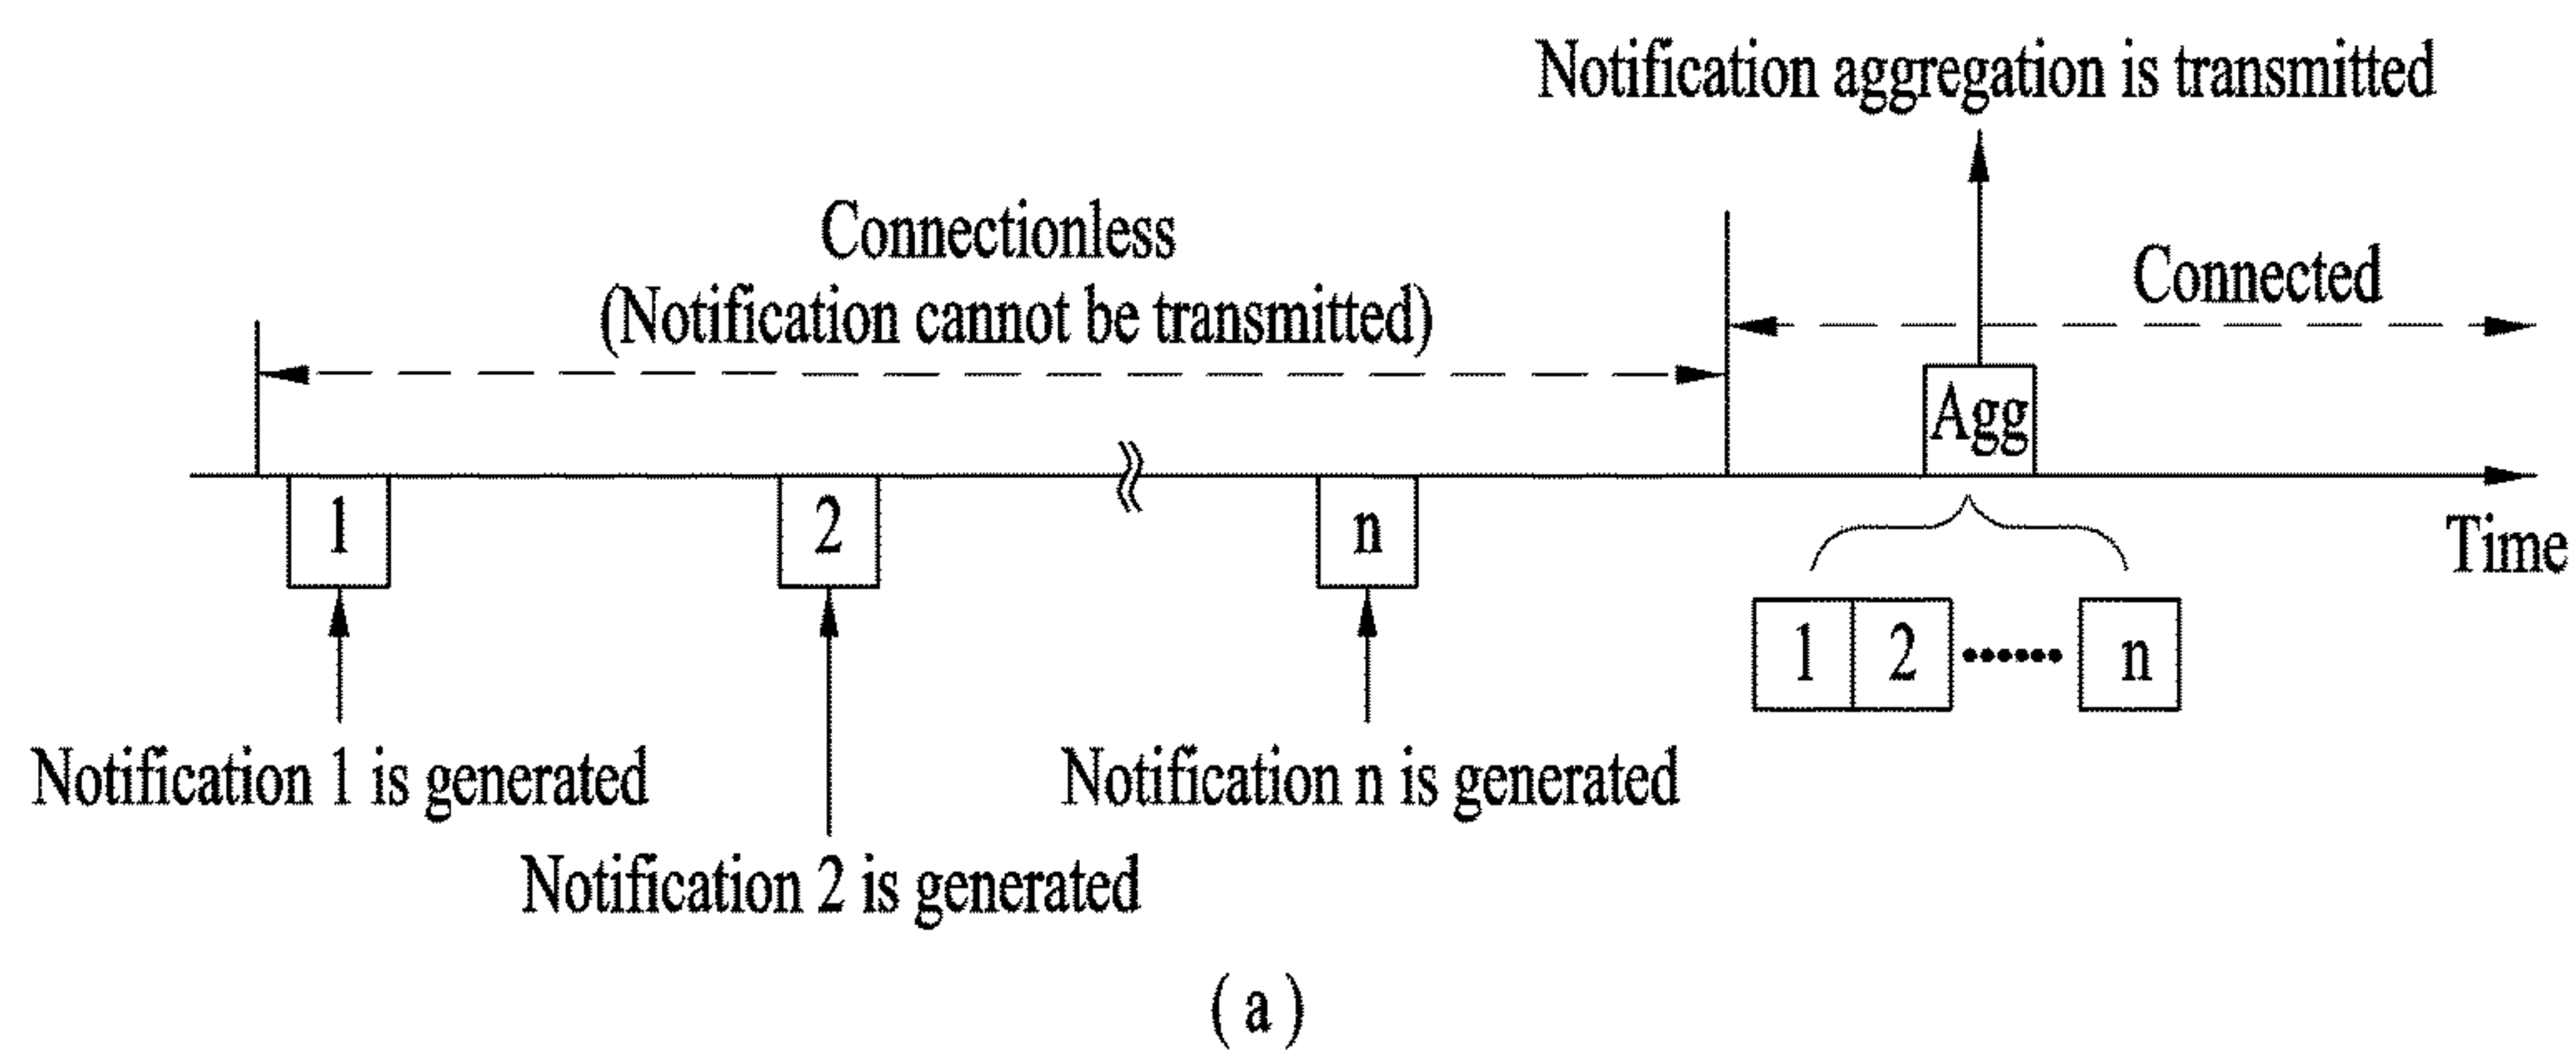 Notification aggregation is transmitted
Connectionless
(Notification cannot be transmitted)
Connected
Agg
1
2
n
Time
1 2 ...... n
Notification 1 is generated
Notification n is generated
Notification 2 is generated
( a )